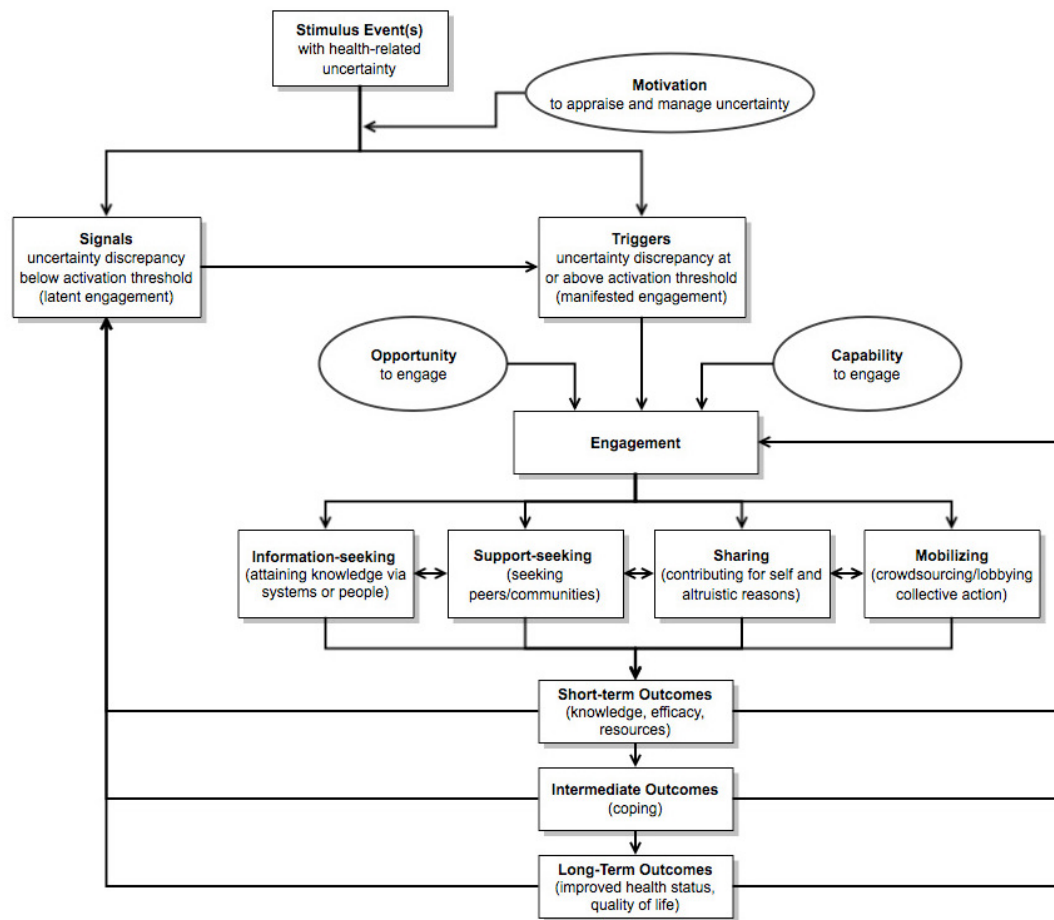 Stimulus Event(s)
with health-related
uncertainty
Motivation
to appraise and manage uncertainty
Signals
uncertainty discrepancy
below activation threshold
(latent engagement)
Triggers
uncertainty discrepancy at
or above activation threshold
(manifested engagement)
Opportunity
to engage
Capability
to engage
Engagement
Information-seeking
(attaining knowledge via
systems or people)
Support-seeking
(seeking
peers/communities)
Sharing
(contributing for self and
altruistic reasons)
Mobilizing
(crowdsourcing/lobbying
collective action)
Short-term Outcomes
(knowledge, efficacy,
resources)
Intermediate Outcomes
(coping)
Long-Term Outcomes
(improved health status,
quality of life)